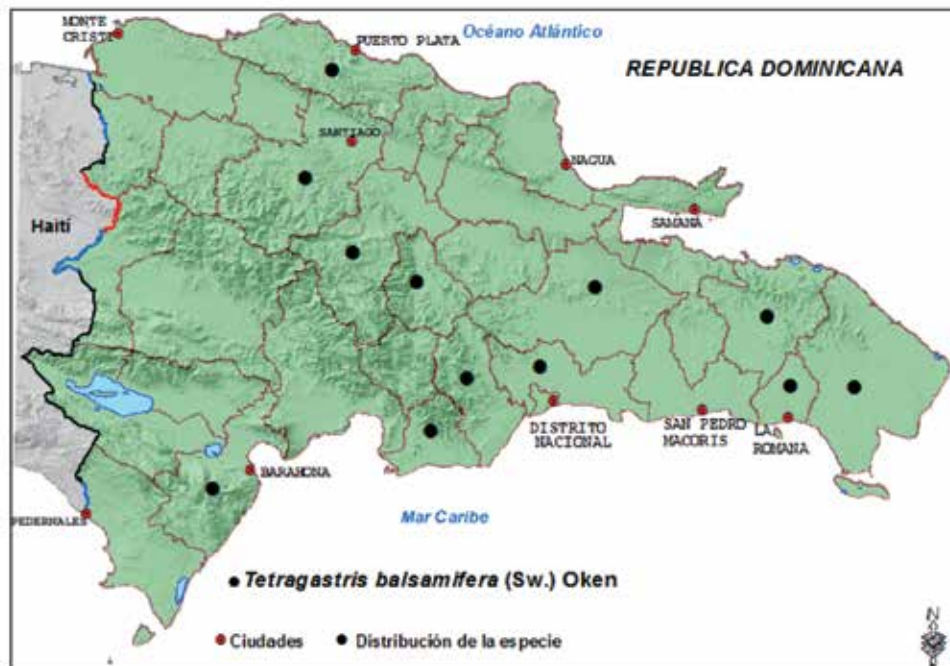 MONTE
CRISTI
PUERTO PLATA
Océano Atlántico
REPUBLICA DOMINICANA
SANTIAGO
NAGUA
Haití
SAMANA
DISTRITO
NACIONAL
SAN PEDRO
MACORIS
LA
ROMANA
BARAHONA
PEDERNALES
Mar Caribe
Tetragastris balsamifera (Sw.) Oken
Ciudades
Distribución de la especie
N